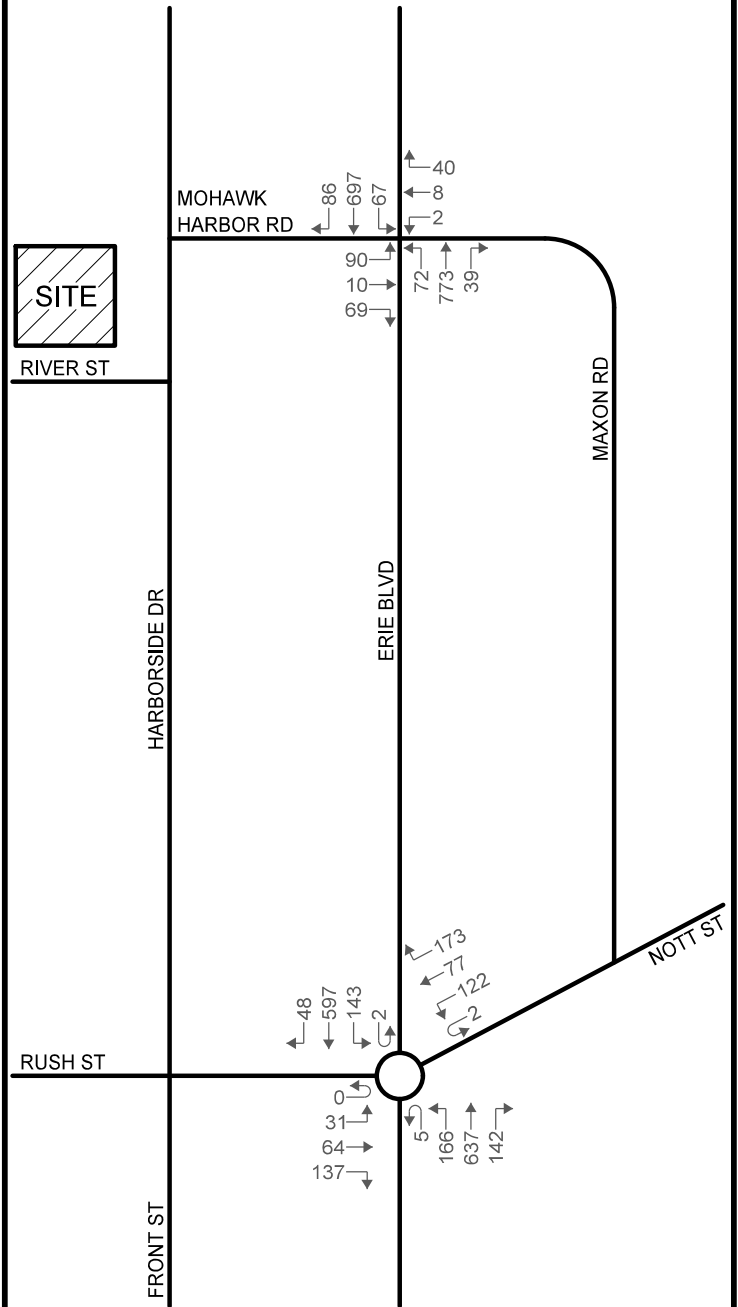 40
8
2
86
697
67
MOHAWK
HARBOR RD
90
10
69
72
773
39
SITE
RIVER ST
MAXON RD
ERIE BLVD
HARBORSIDE DR
NOTT ST
173
77
122
2
48
597
143
2
RUSH ST
0
31
64
137
5
166
637
142
FRONT ST